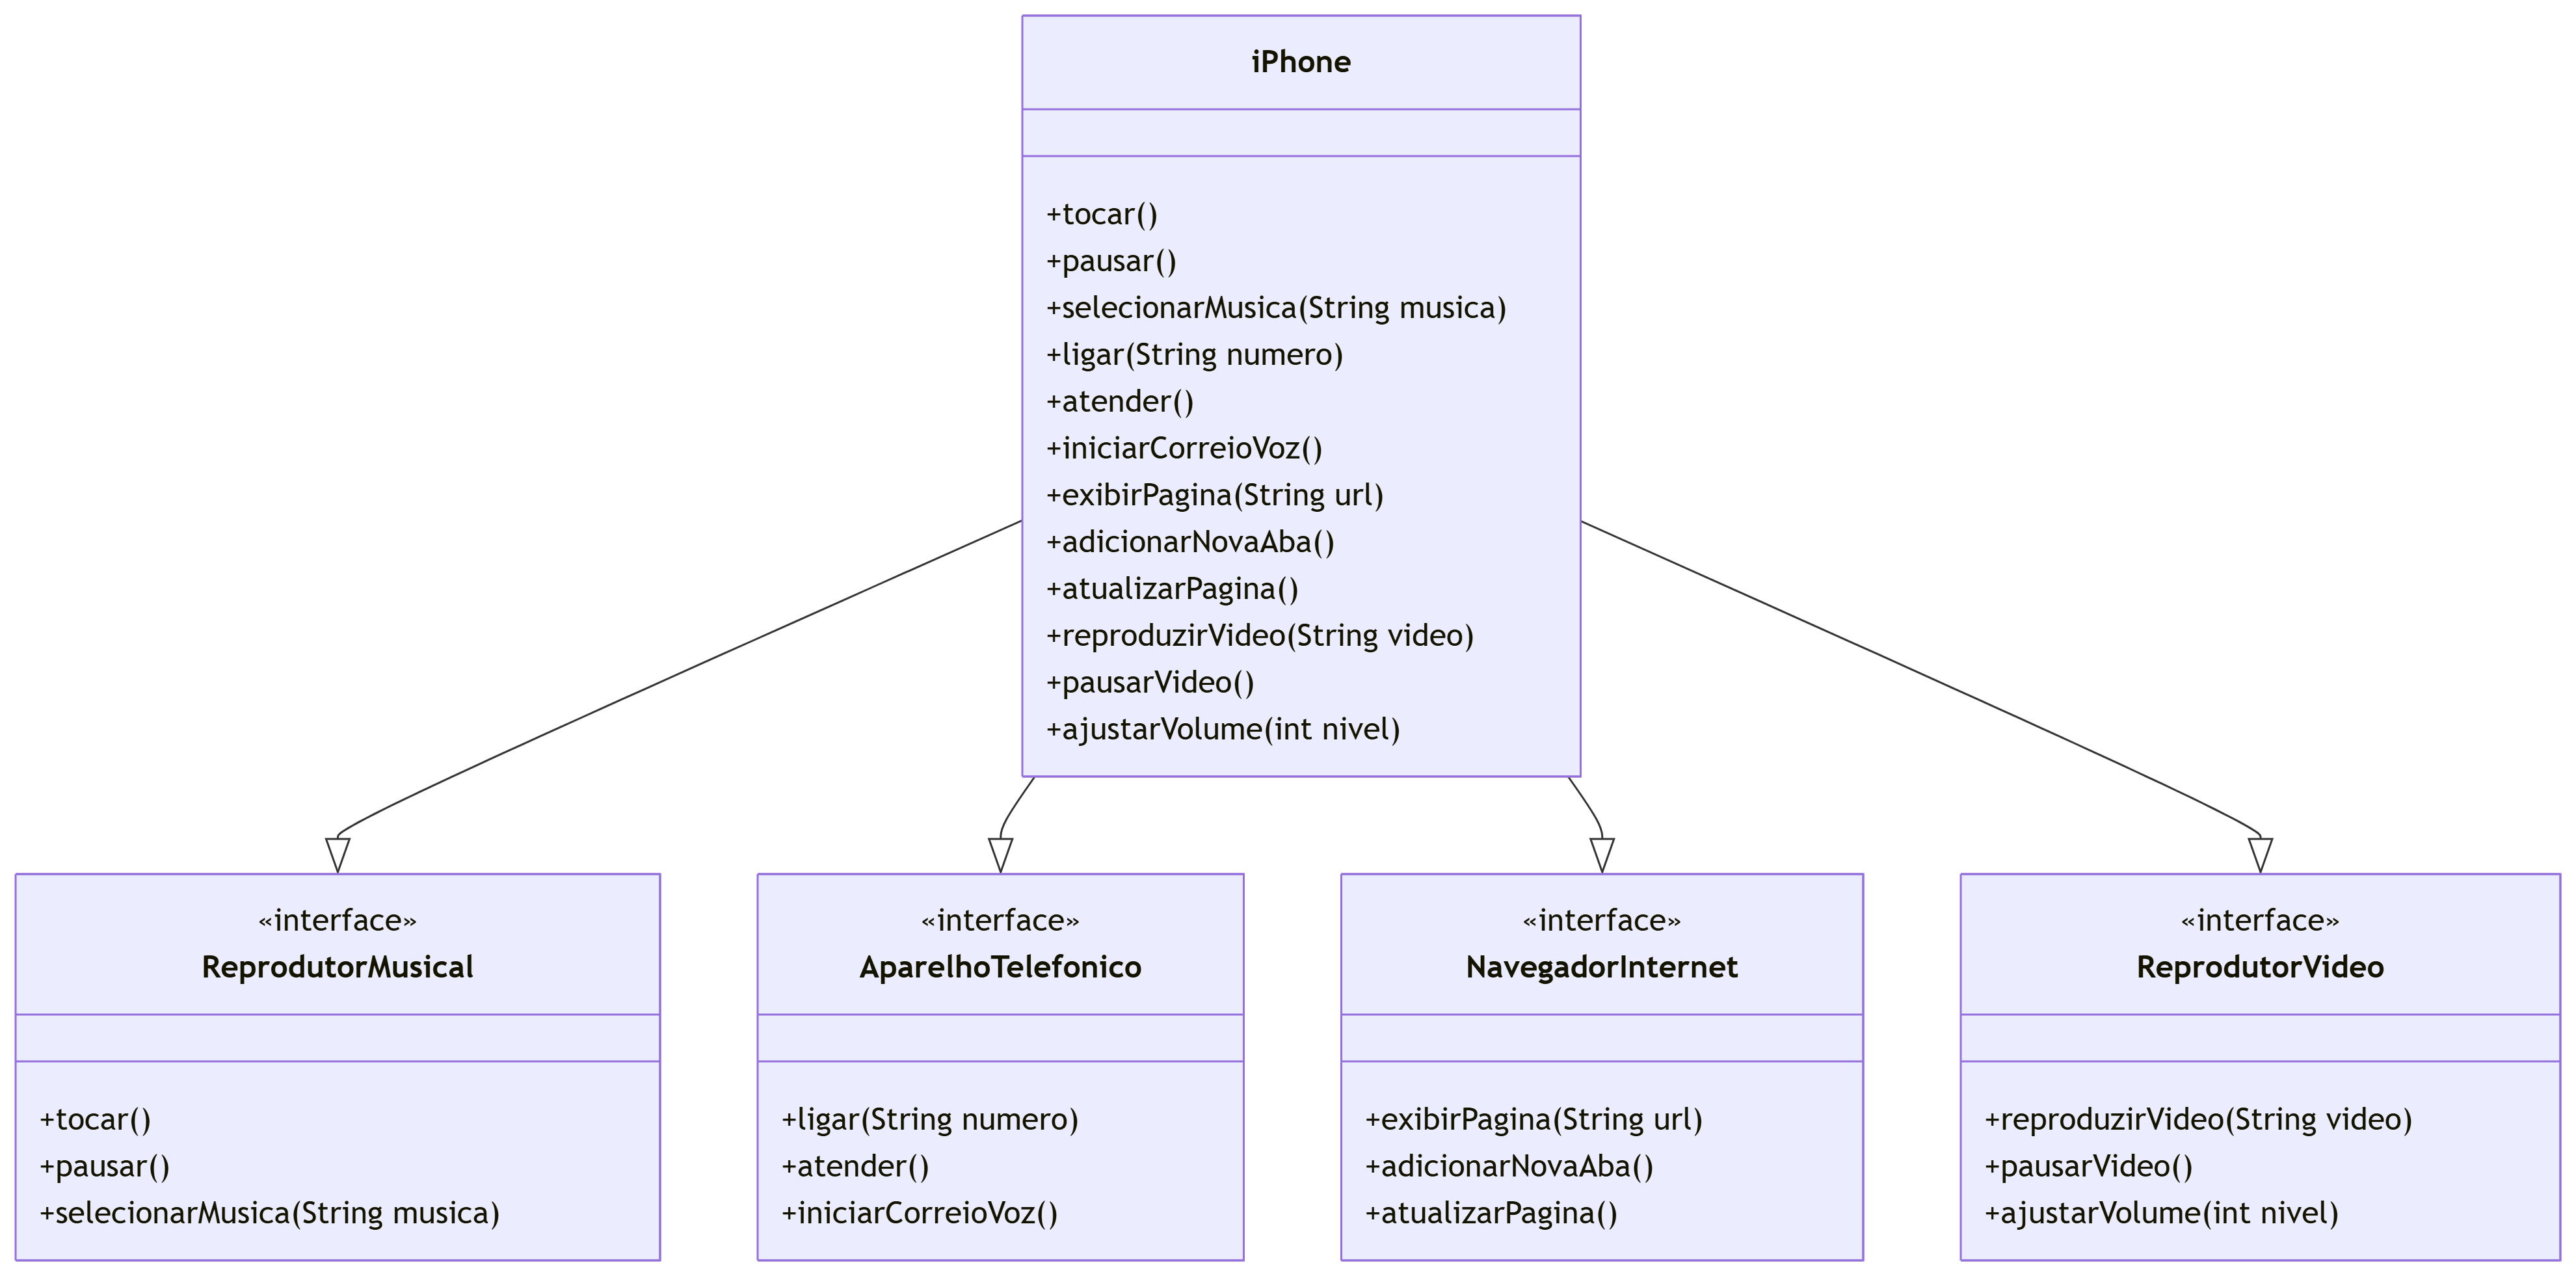 iPhone
+tocar()
+pausar()
+selecionarMusica(String musica)
+ligar(String numero)
+atender()
+iniciarCorreioVoz()
+exibirPagina(String url)
+adicionarNovaAba()
+atualizarPagina()
+reproduzirVideo(String video)
+pausarVideo()
+ajustarVolume(int nivel)
«interface»
ReprodutorMusical
+tocar()
+pausar()
+selecionarMusica(String musica)
«interface»
AparelhoTelefonico
+ligar(String numero)
+atender()
+iniciarCorreioVoz()
«interface»
NavegadorInternet
+exibirPagina(String url)
+adicionarNovaAba()
+atualizarPagina()
«interface»
ReprodutorVideo
+reproduzirVideo(String video)
+pausarVideo()
+ajustarVolume(int nivel)